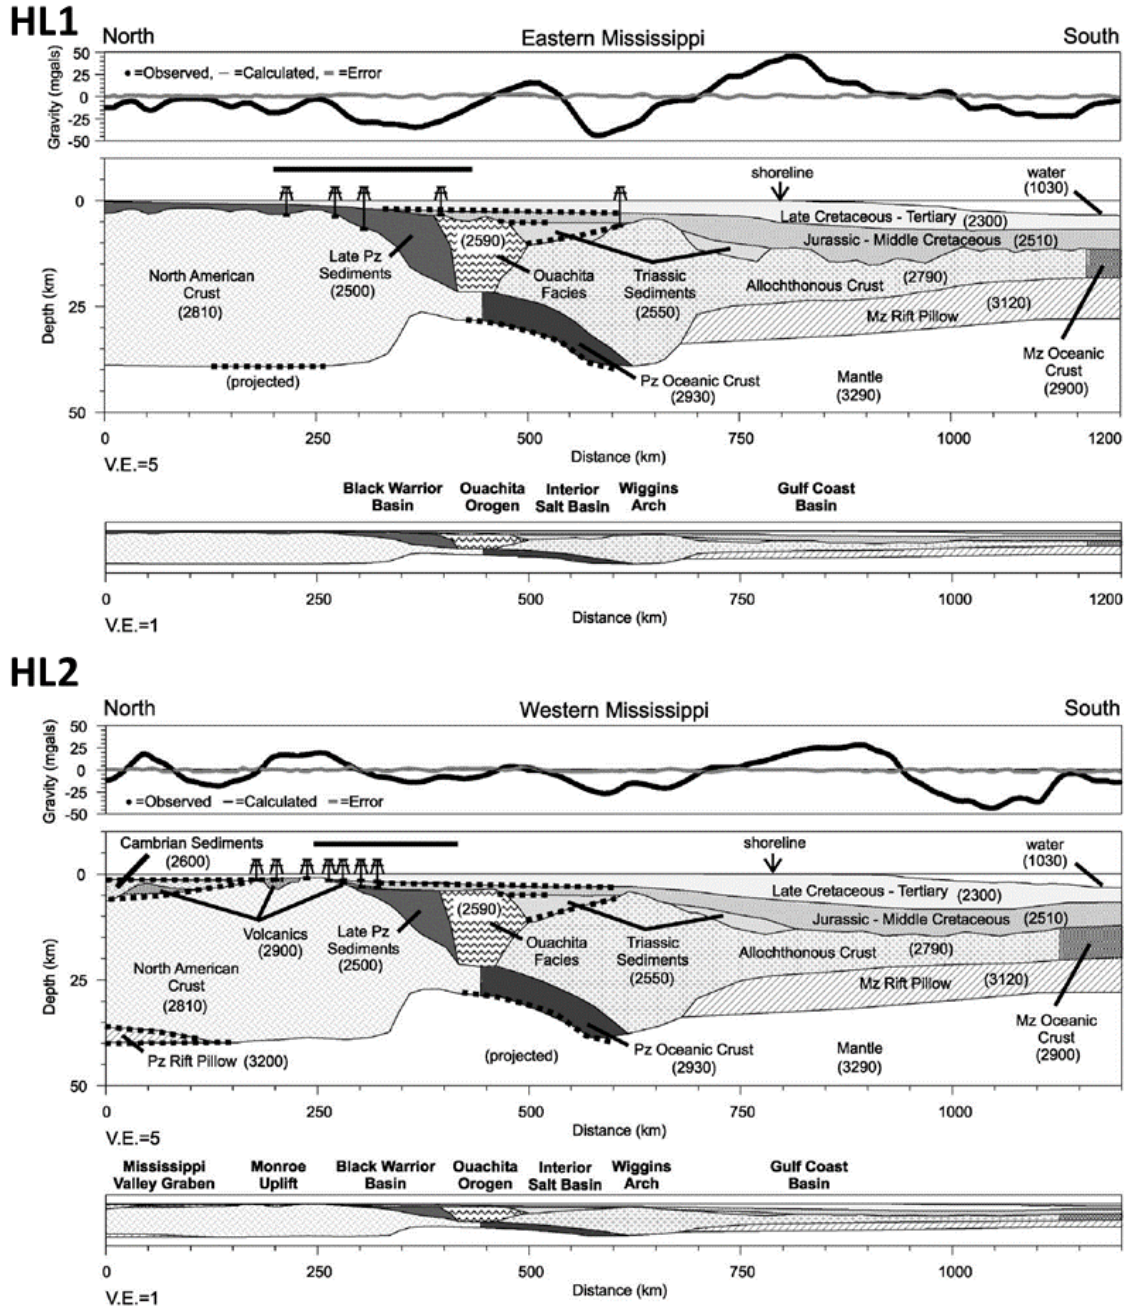 HL1
North Eastern Mississippi South
50
25
0
-25
-50
Gravity (mgals)
=Observed, =Calculated, =Error
shoreline
water
(1030)
0
25
50
Depth (km)
Late Cretaceous - Tertiary (2300)
Jurassic - Middle Cretaceous (2510)
(2590)
Late Pz
Sediments
(2500)
North American
Crust
(2810)
Ouachita
Facies
Triassic
Sediments
(2550)
(2790)
Allochthonous Crust
(3120)
Mz Rift Pillow
Mz Oceanic
Crust
(2900)
(projected)
Pz Oceanic Crust
(2930)
Mantle
(3290)
0 250 500 750 1000 1200
Distance (km)
V.E.=5
Black Warrior
Basin
Ouachita
Orogen
Interior
Salt Basin
Wiggins
Arch
Gulf Coast
Basin
0 250 500 750 1000 1200
Distance (km)
V.E.=1
HL2
North Western Mississippi South
50
25
0
-25
-50
Gravity (mgals)
=Observed =Calculated =Error
Cambrian Sediments
(2600)
shoreline
water
(1030)
0
25
50
Depth (km)
Late Cretaceous - Tertiary (2300)
Jurassic - Middle Cretaceous (2510)
(2590)
Volcanics
(2900)
Late Pz
Sediments
(2500)
Ouachita
Facies
Triassic
Sediments
(2550)
Allochthonous Crust (2790)
North American
Crust
(2810)
Mz Rift Pillow (3120)
Mz Oceanic
Crust
(2900)
Pz Rift Pillow (3200)
(projected)
Pz Oceanic Crust
(2930)
Mantle
(3290)
0 250 500 750 1000
Distance (km)
V.E.=5
Mississippi
Valley Graben
Monroe
Uplift
Black Warrior
Basin
Ouachita
Orogen
Interior
Salt Basin
Wiggins
Arch
Gulf Coast
Basin
0 250 500 750 1000
Distance (km)
V.E.=1